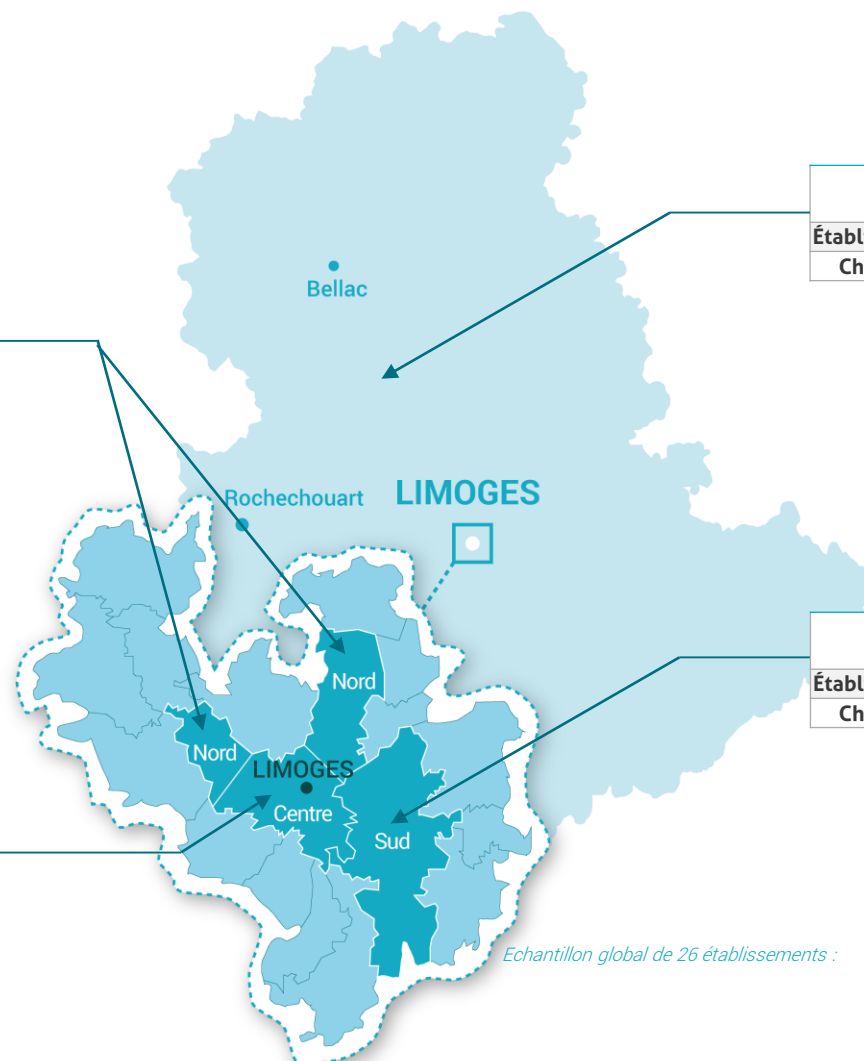 Bellac
Établ
Ch
Rochechouart
LIMOGES
Nord
Nord
LIMOGES
Centre
Sud
Établ
Ch
Echantillon global de 26 établissements :